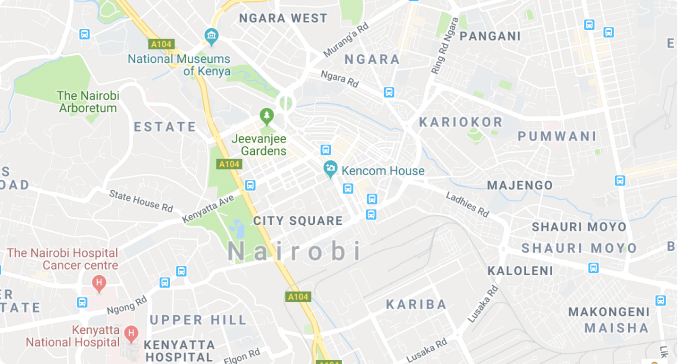 NGARA WEST
A104
National Museums
of Kenya
Murang'a Rd
Ring Rd Ngara
PANGANI
NGARA
Ngara Rd
The Nairobi
Arboretum
ESTATE
Jeevanjee
Gardens
KARIOKOR
PUMWANI
A104
Kencom House
OAD
State House Rd
Kenyatta Ave
MAJENGO
Ladhies Rd
CITY SQUARE
SHAURI MOYO
SHAURI MOYO
Nairobi
The Nairobi Hospital
Cancer centre
KALOLENI
A104
Ngong Rd
KARIBA
Lusaka Rd
UPPER HILL
MAKONGENI
MAISHA
Kenyatta
National Hospital
KENYATTA
HOSPITAL
Elgon Rd
Lusaka Rd